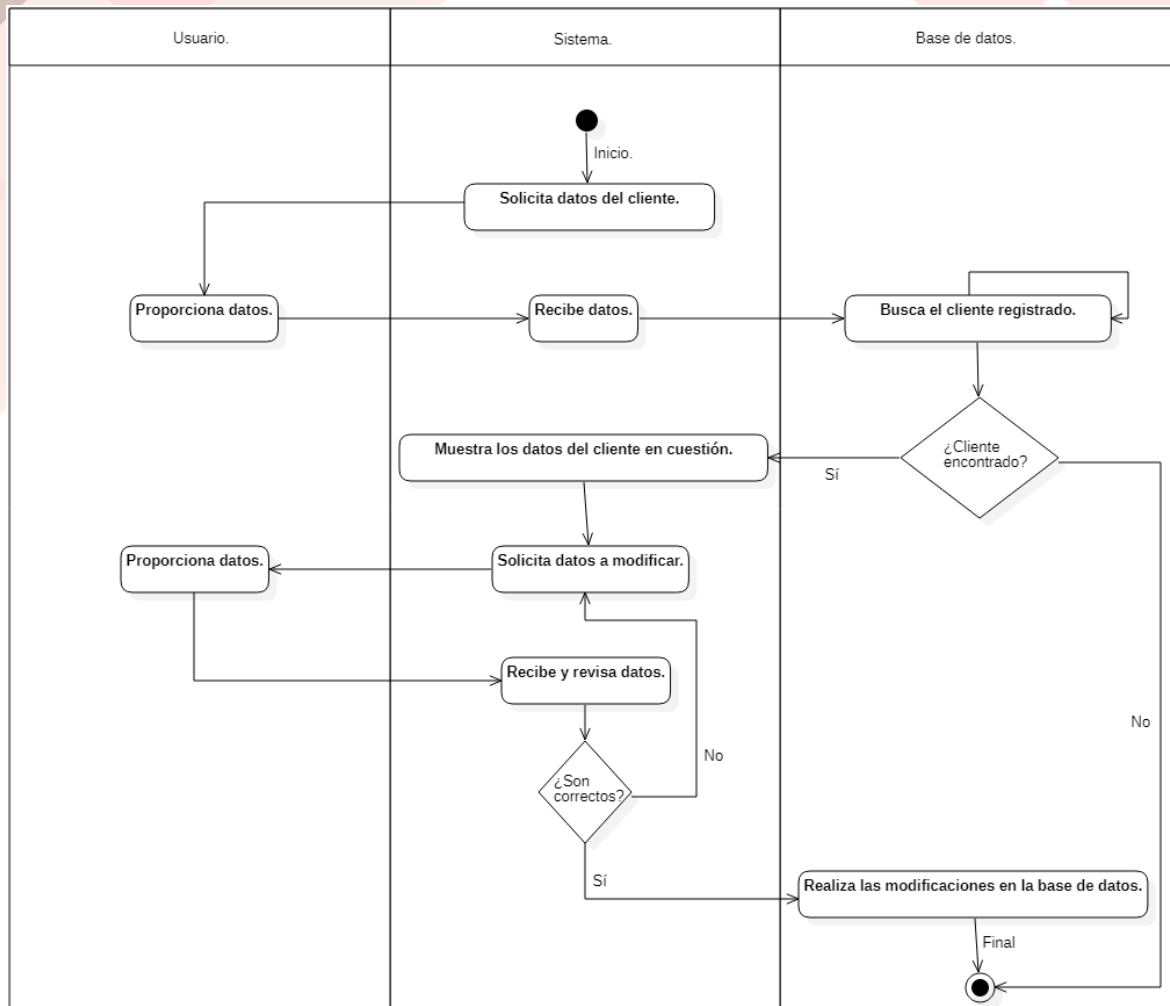 Usuario.
Sistema.
Base de datos.
Inicio.
Solicita datos del cliente.
Proporciona datos.
Recibe datos.
Busca el cliente registrado.
¿Cliente
encontrado?
Sí
Muestra los datos del cliente en cuestión.
Proporciona datos.
Solicita datos a modificar.
Recibe y revisa datos.
No
No
¿Son
correctos?
Sí
Realiza las modificaciones en la base de datos.
Final